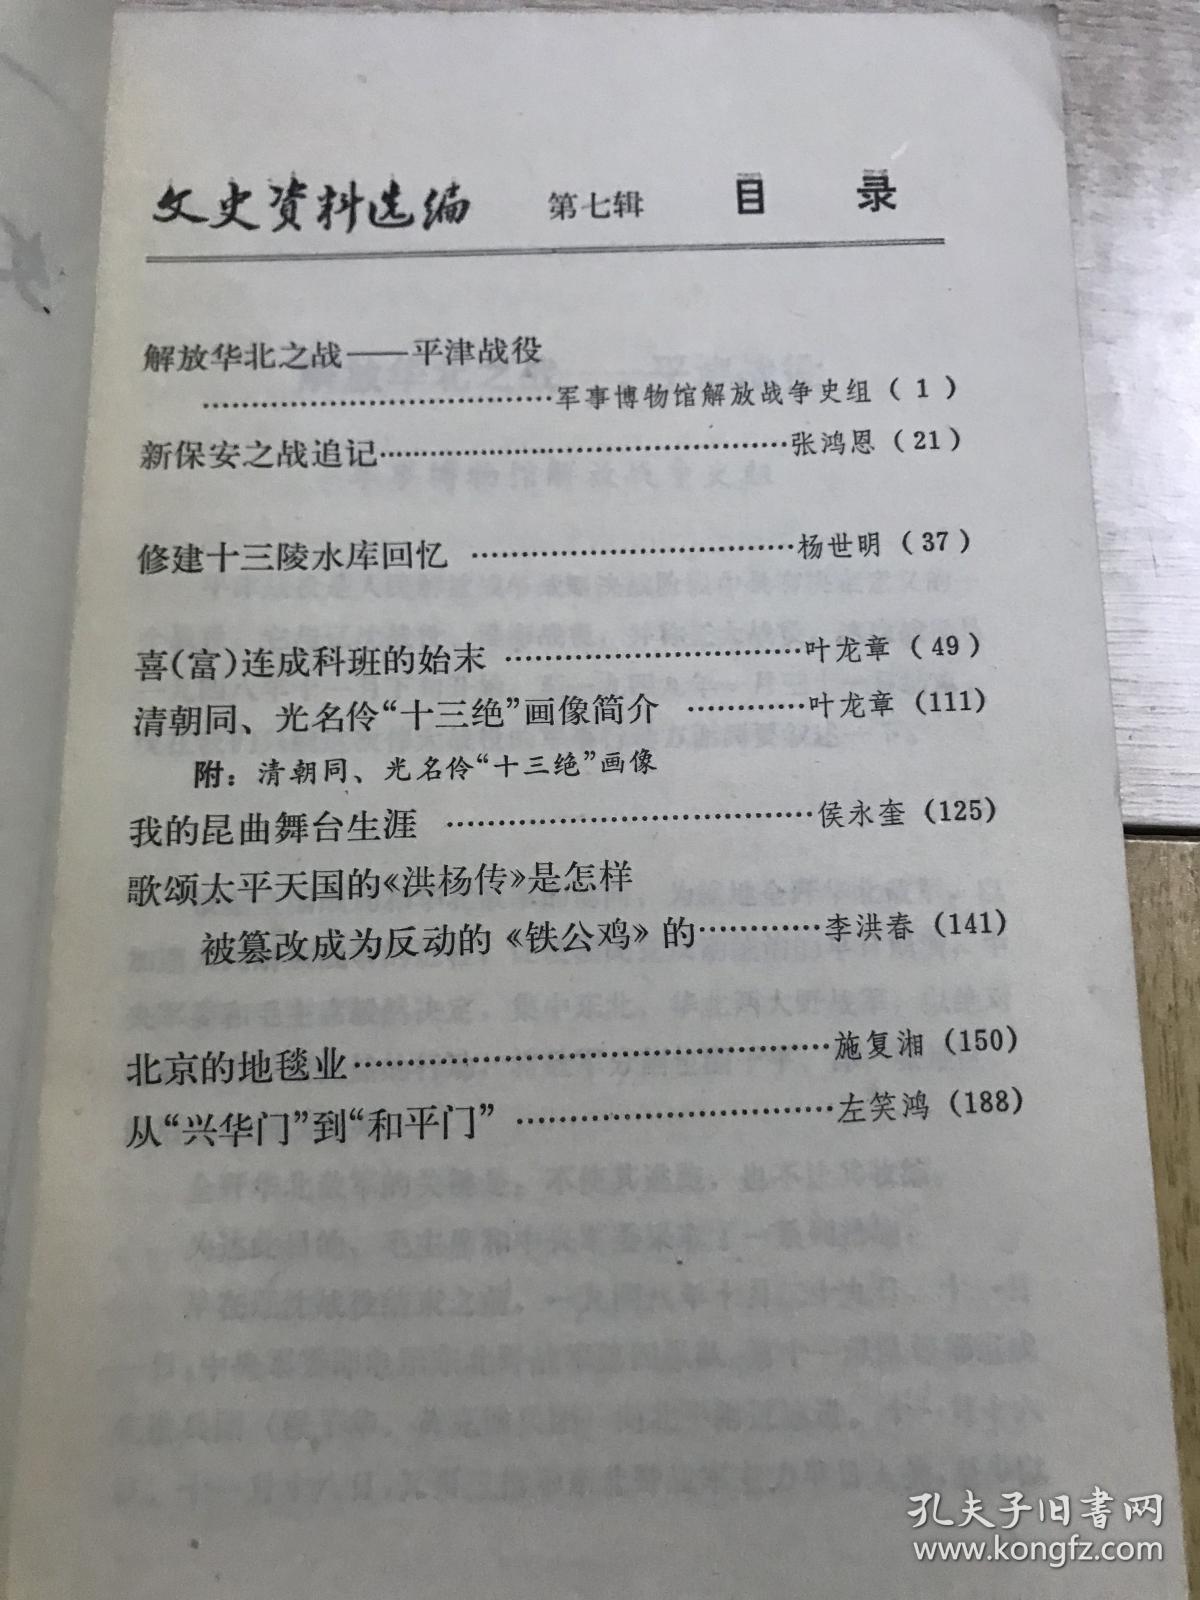 文史资料选编 第七辑 目 录
解放华北之战——平津战役
…………………………………军事博物馆解放战争史组（1）
新保安之战追记………………………………………张鸿恩（21）
修建十三陵水库回忆………………………………杨世明（37）
喜（富）连成科班的始末……………………………叶龙章（49）
清朝同、光名伶“十三绝”画像简介…………叶龙章（111）
附：清朝同、光名伶“十三绝”画像
我的昆曲舞台生涯……………………………………侯永奎（125）
歌颂太平天国的《洪杨传》是怎样
被篡改成为反动的《铁公鸡》的…………李洪春（141）
北京的地毯业………………………………………………施复湘（150）
从“兴华门”到“和平门”………………………………左笑鸿（188）
孔夫子旧书网
www.kongfz.com